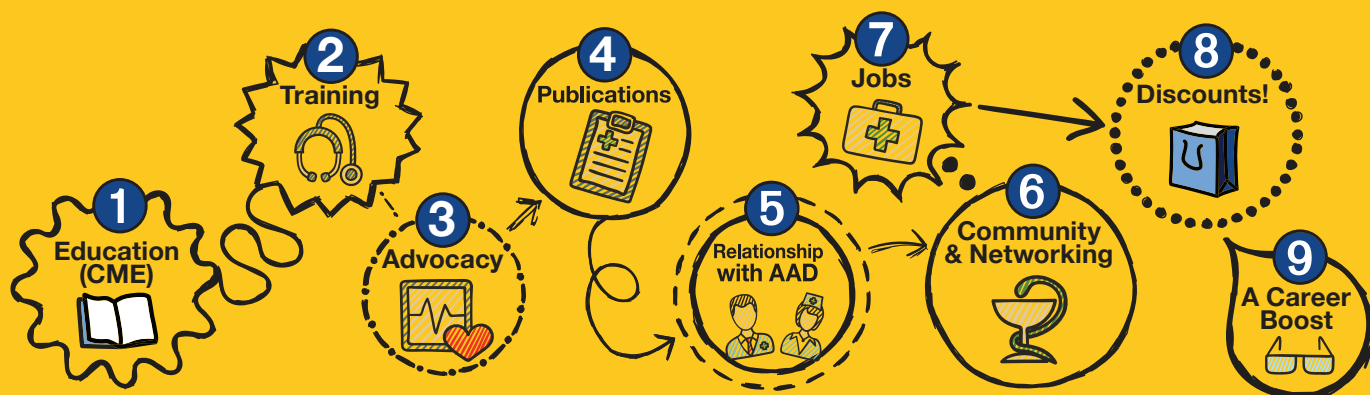 1
Education
(CME)
2
Training
3
Advocacy
4
Publications
5
Relationship
with AAD
6
Community
& Networking
7
Jobs
8
Discounts!
9
A Career
Boost